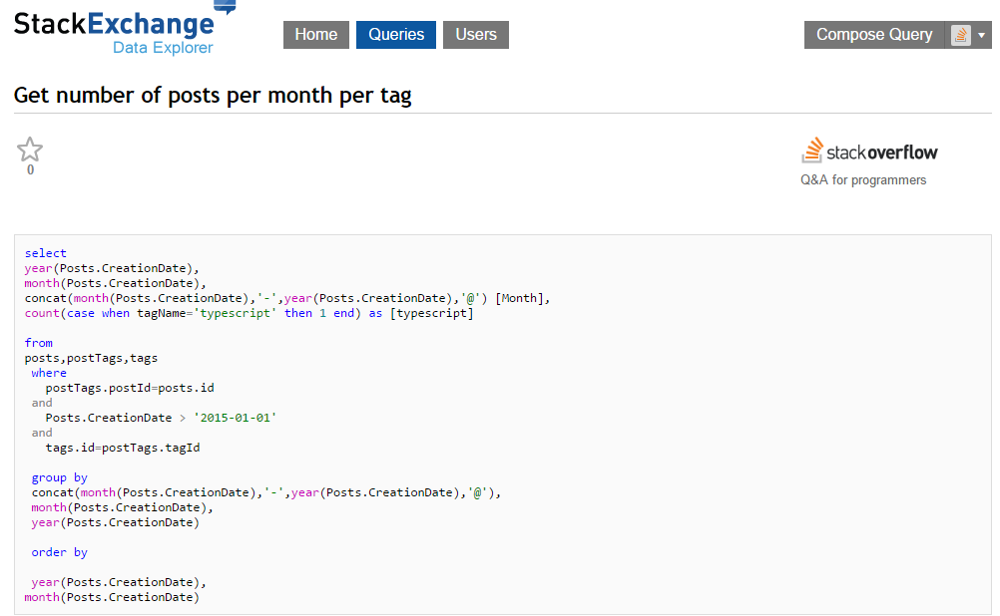 StackExchange
Data Explorer
Home Queries Users Compose Query
Get number of posts per month per tag
0
stackoverflow
Q&A for programmers
select
year(Posts.CreationDate),
month(Posts.CreationDate),
concat(month(Posts.CreationDate),'-',year(Posts.CreationDate),'@') [Month],
count(case when tagName='typescript' then 1 end) as [typescript]
from
posts,postTags,tags
where
postTags.postId=posts.id
and
Posts.CreationDate > '2015-01-01'
and
tags.id=postTags.tagId
group by
concat(month(Posts.CreationDate),'-',year(Posts.CreationDate),'@'),
month(Posts.CreationDate),
year(Posts.CreationDate)
order by
year(Posts.CreationDate),
month(Posts.CreationDate)